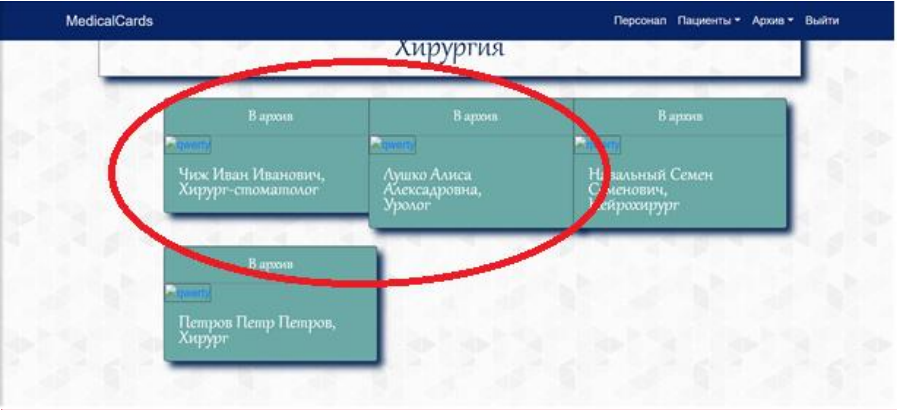 MedicalCards Персонал Пациенты Архив Выйти
Хирургия
В архив
qwerty
Чиж Иван Иванович,
Хирург-стоматолог
В архив
qwerty
Лушко Алиса
Алексадровна,
Уролог
В архив
qwerty
Навальный Семен
Семенович,
Нейрохирург
В архив
qwerty
Петров Петр Петров,
Хирург